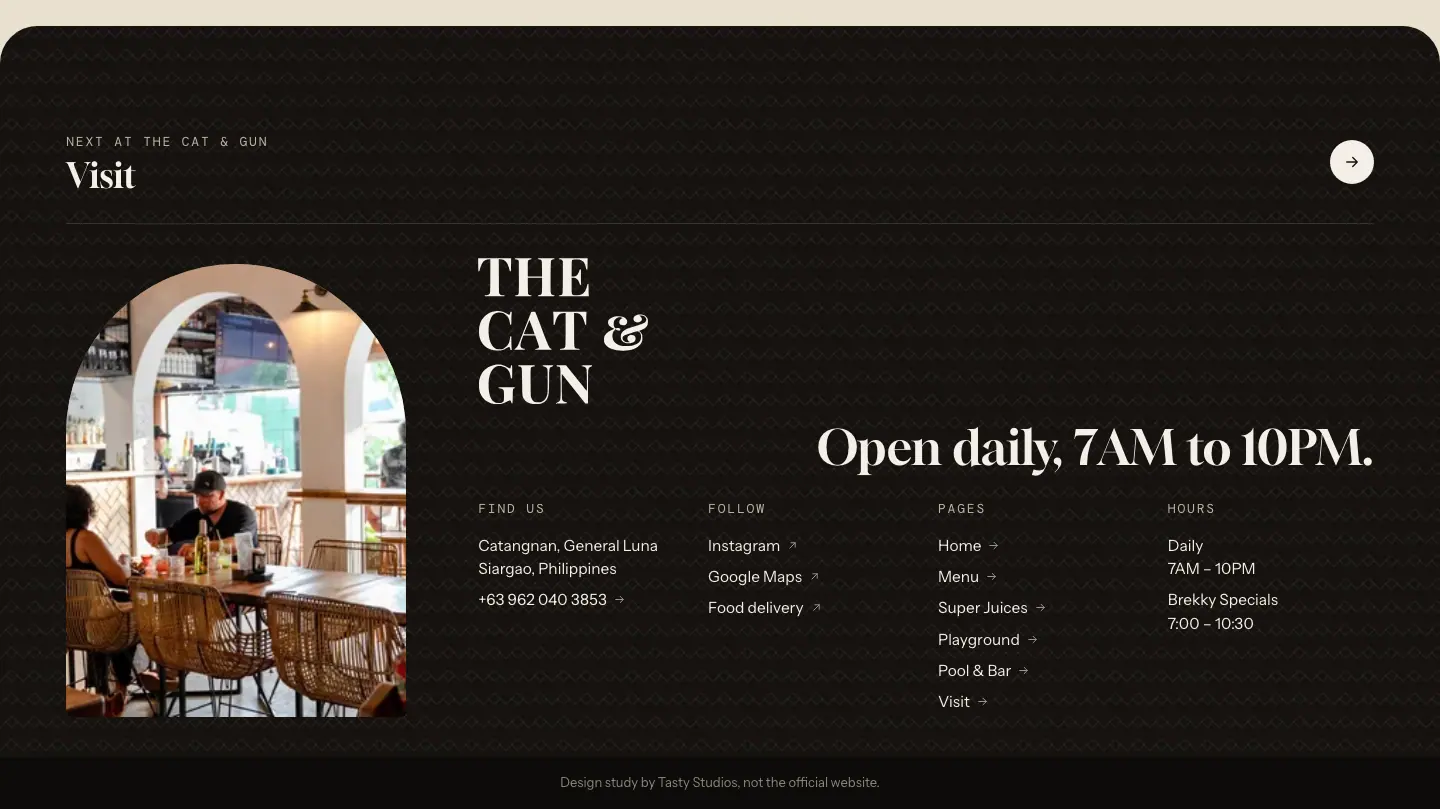 NEXT AT THE CAT & GUN
Visit
THE
CAT &
GUN
Open daily, 7AM to 10PM.
FIND US
Catangnan, General Luna
Siargao, Philippines
+63 962 040 3853 →
FOLLOW
Instagram ↗
Google Maps ↗
Food delivery ↗
PAGES
Home →
Menu →
Super Juices →
Playground →
Pool & Bar →
Visit →
HOURS
Daily
7AM – 10PM
Brekky Specials
7:00 – 10:30
Design study by Tasty Studios, not the official website.